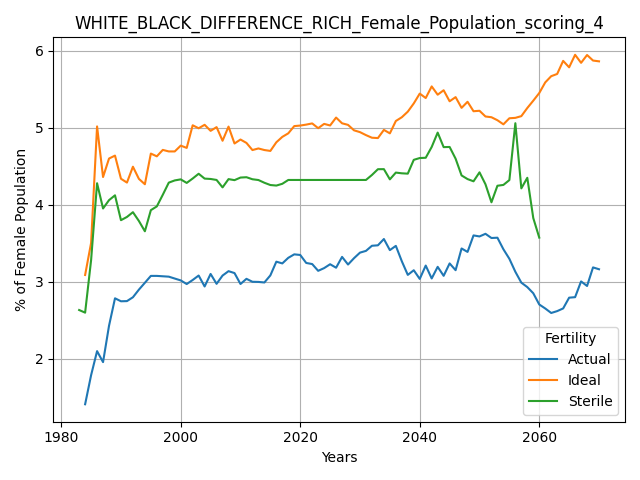 WHITE_BLACK_DIFFERENCE_RICH_Female_Population_scoring_4
% of Female Population
6
5
4
3
2
1980
2000
2020
2040
2060
Years
Fertility
Actual
Ideal
Sterile